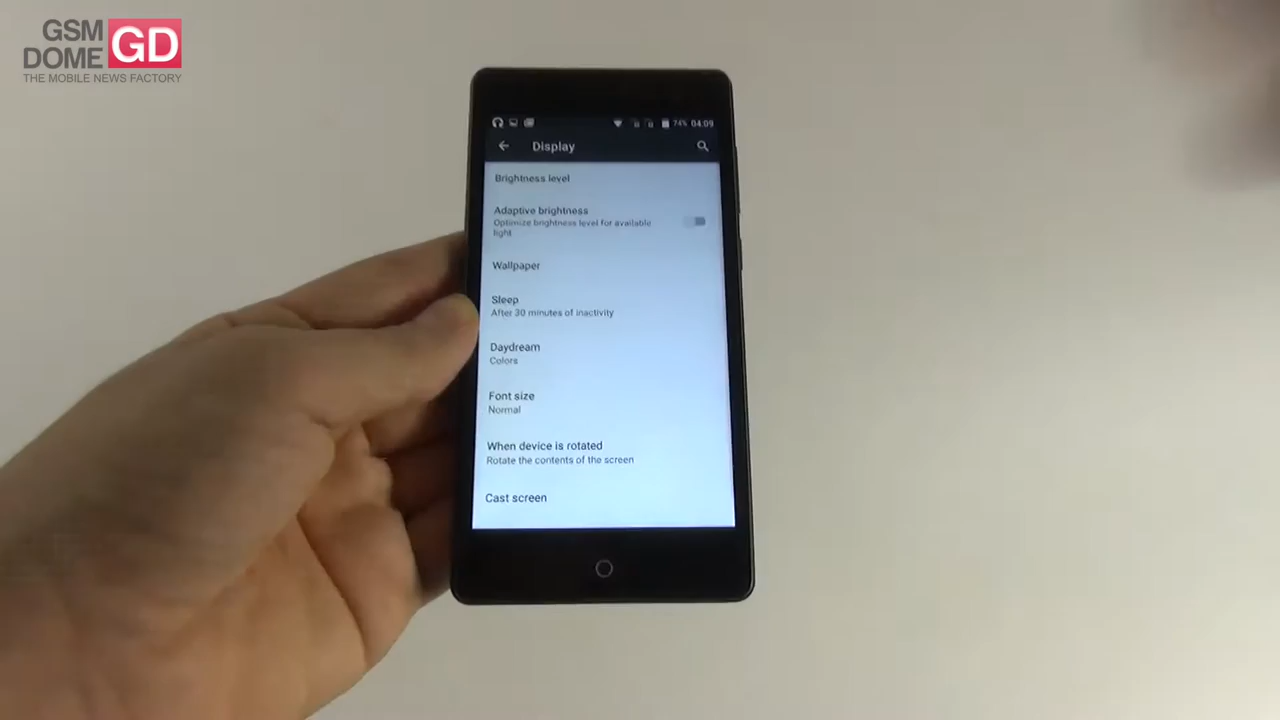 GSM
DOME
GD
THE MOBILE NEWS FACTORY
74% 04:09
Display
Brightness level
Adaptive brightness
Optimize brightness level for available
light
Wallpaper
Sleep
After 30 minutes of inactivity
Daydream
Colors
Font size
Normal
When device is rotated
Rotate the contents of the screen
Cast screen